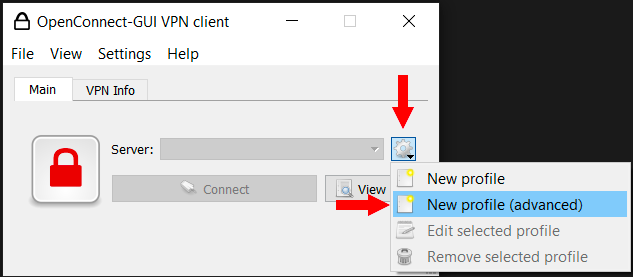 OpenConnect-GUI VPN client
File View Settings Help
Main VPN Info
Server:
Connect View
New profile
New profile (advanced)
Edit selected profile
Remove selected profile